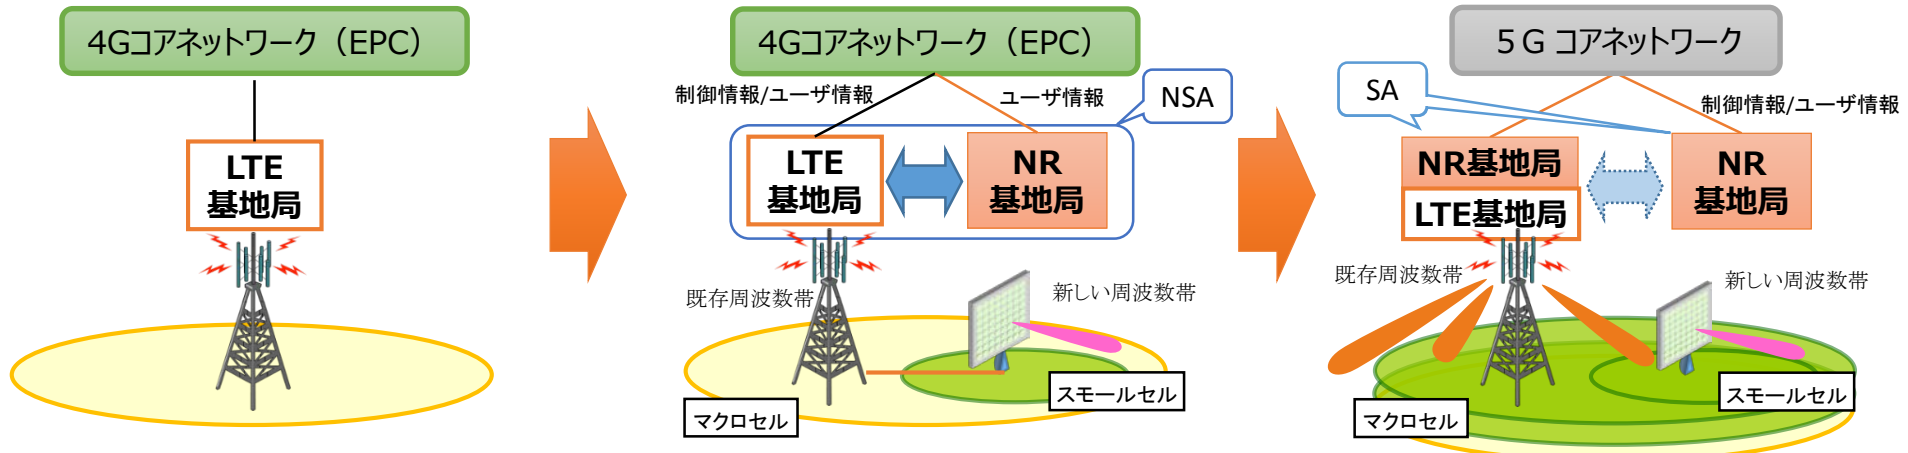 4Gコアネットワーク（EPC）
LTE
基地局
4Gコアネットワーク（EPC）
制御情報/ユーザ情報
ユーザ情報
NSA
LTE
基地局
NR
基地局
既存周波数帯
新しい周波数帯
マクロセル
スモールセル
５Ｇ コアネットワーク
SA
制御情報/ユーザ情報
NR基地局
LTE基地局
NR
基地局
既存周波数帯
新しい周波数帯
マクロセル
スモールセル